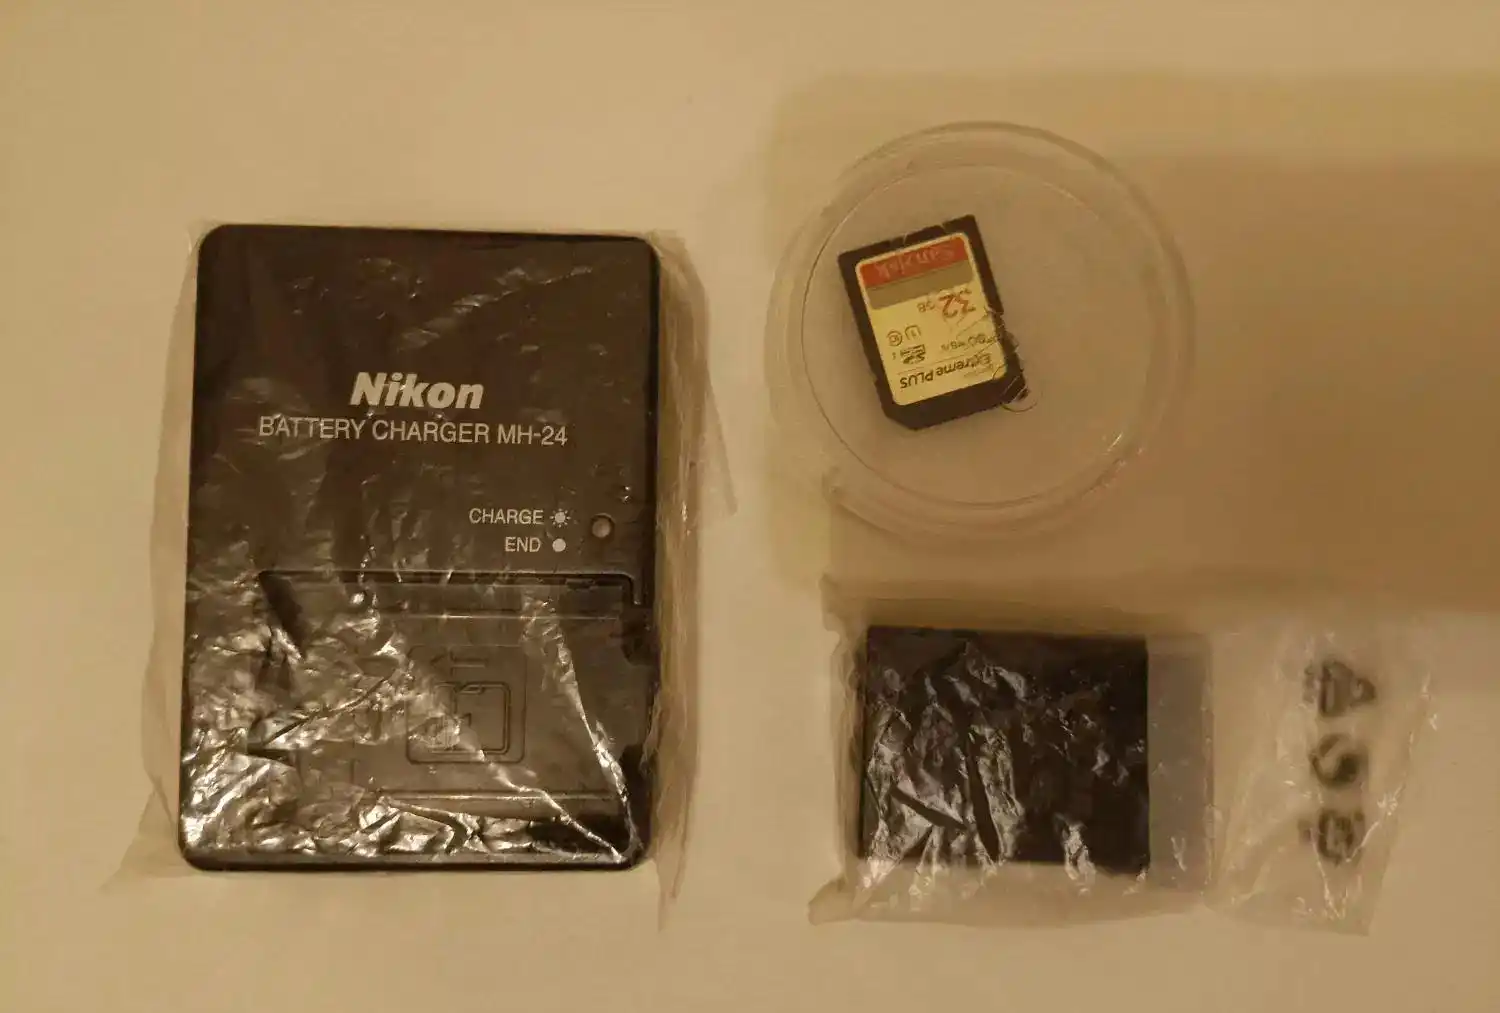 Nikon
BATTERY CHARGER MH-24
CHARGE
END
SanDisk
32 GB
Extreme PLUS